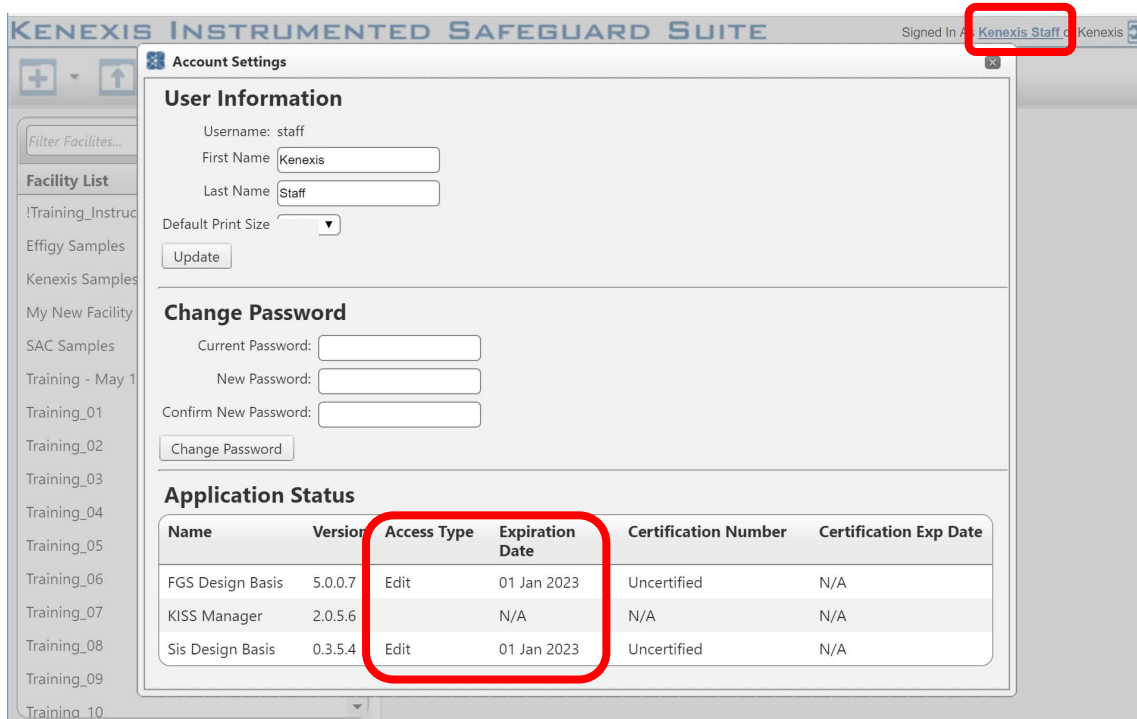 KENEXIS INSTRUMENTED SAFEGUARD SUITE
Signed In As Kenexis Staff of Kenexis
Account Settings
User Information
Username: staff
First Name Kenexis
Last Name Staff
Default Print Size
Update
Change Password
Current Password:
New Password:
Confirm New Password:
Change Password
Application Status
Name Version Access Type Expiration Date Certification Number Certification Exp Date
FGS Design Basis 5.0.0.7 Edit 01 Jan 2023 Uncertified N/A
KISS Manager 2.0.5.6 N/A N/A N/A
Sis Design Basis 0.3.5.4 Edit 01 Jan 2023 Uncertified N/A
Filter Facilites...
Facility List
!Training_Instruc
Effigy Samples
Kenexis Samples
My New Facility
SAC Samples
Training - May 1
Training_01
Training_02
Training_03
Training_04
Training_05
Training_06
Training_07
Training_08
Training_09
Training_10